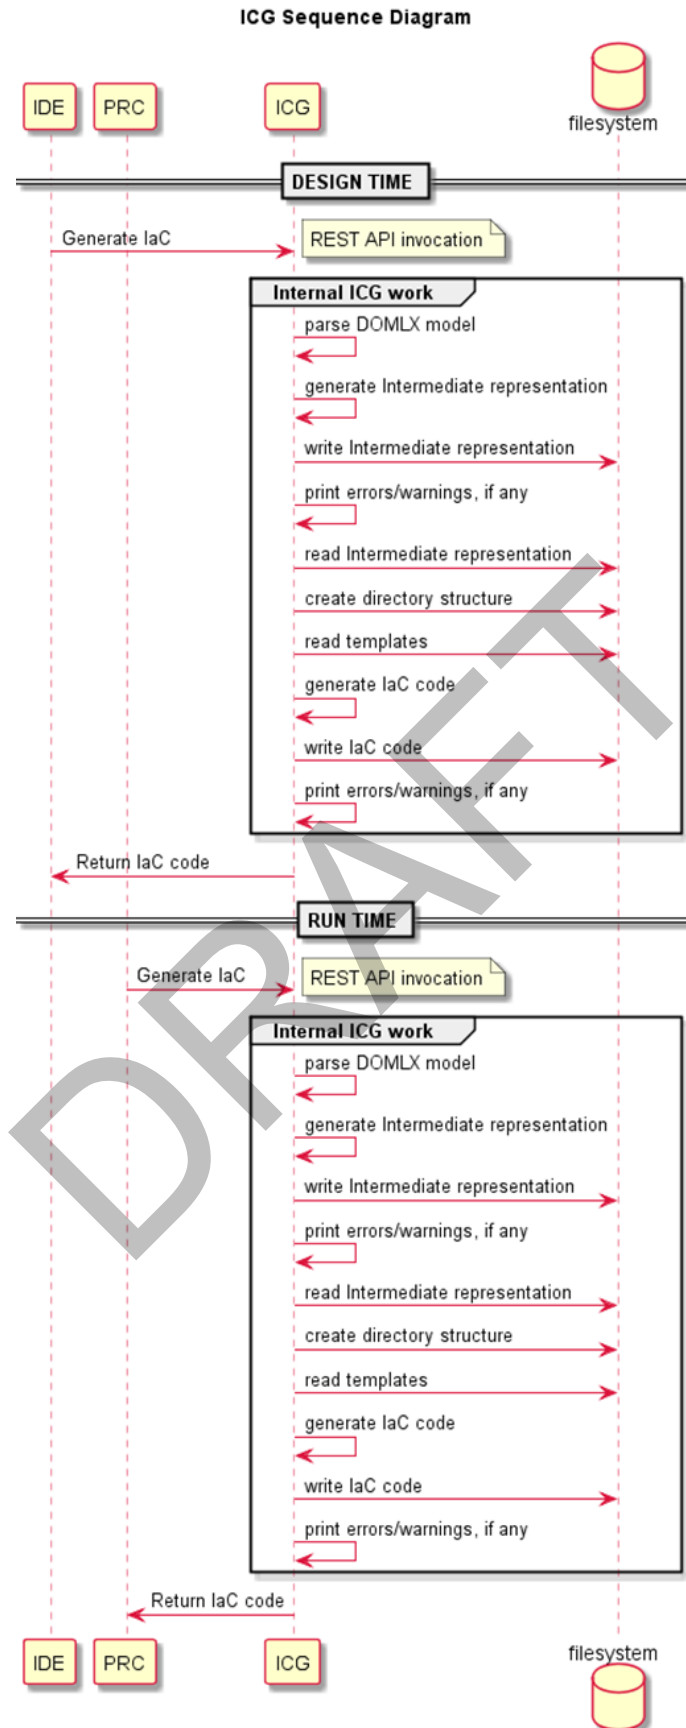 ICG Sequence Diagram
IDE
PRC
ICG
filesystem
DESIGN TIME
Generate IaC
REST API invocation
Internal ICG work
parse DOMLX model
generate Intermediate representation
write Intermediate representation
print errors/warnings, if any
read Intermediate representation
create directory structure
read templates
generate IaC code
write IaC code
print errors/warnings, if any
Return IaC code
RUN TIME
Generate IaC
REST API invocation
Internal ICG work
parse DOMLX model
generate Intermediate representation
write Intermediate representation
print errors/warnings, if any
read Intermediate representation
create directory structure
read templates
generate IaC code
write IaC code
print errors/warnings, if any
Return IaC code
IDE
PRC
ICG
filesystem
DRAFT